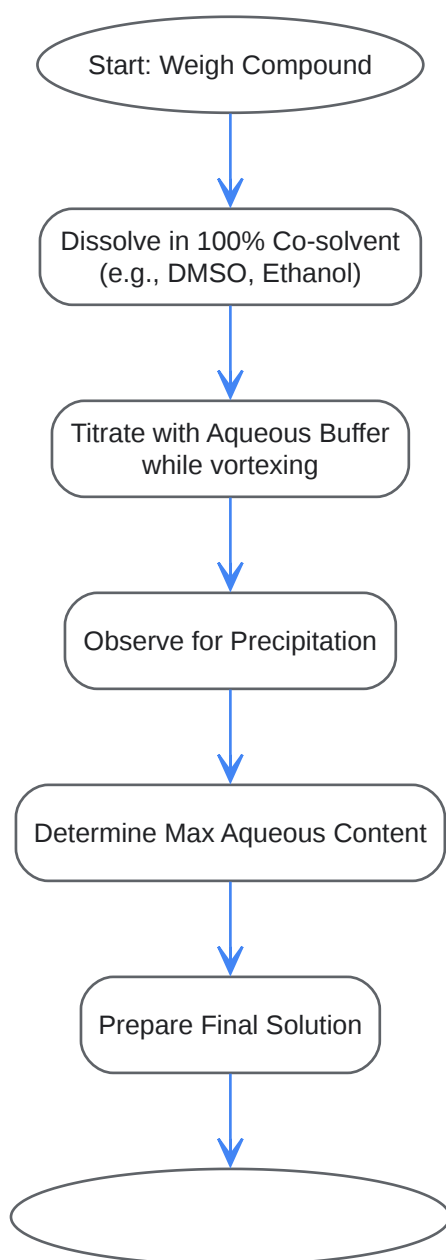 Start: Weigh Compound
Dissolve in 100% Co-solvent
(e.g., DMSO, Ethanol)
Titrate with Aqueous Buffer
while vortexing
Observe for Precipitation
Determine Max Aqueous Content
Prepare Final Solution